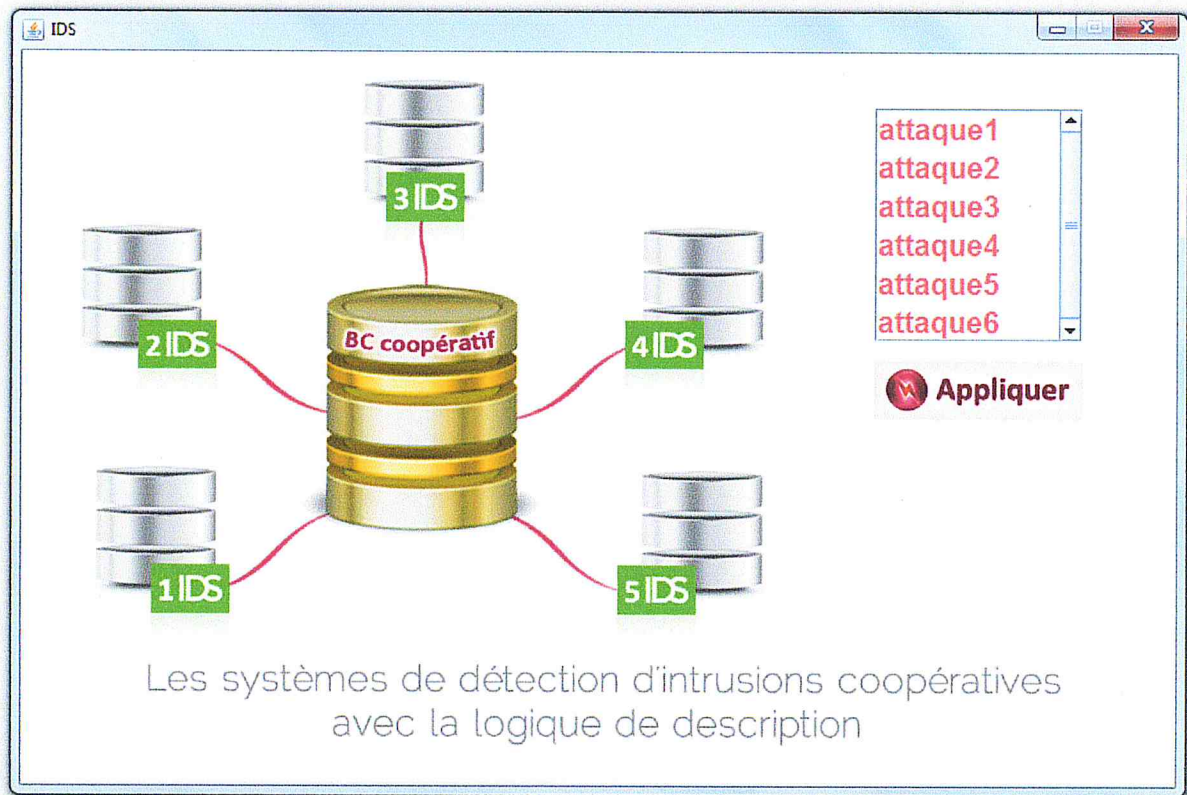 IDS
3 IDS
2 IDS
BC coopératif
4 IDS
1 IDS
5 IDS
attaque1
attaque2
attaque3
attaque4
attaque5
attaque6
Appliquer
Les systèmes de détection d'intrusions coopératives
avec la logique de description